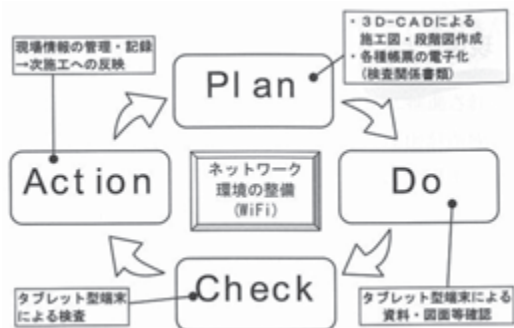 現場情報の管理・記録
→次施工への反映
・3D-CADによる
施工図・段階図作成
・各種帳票の電子化
(検査関係書類)
Plan
Action
ネットワーク
環境の整備
(WiFi)
Do
Check
タブレット型端末
による検査
タブレット型端末による
資料・図面等確認